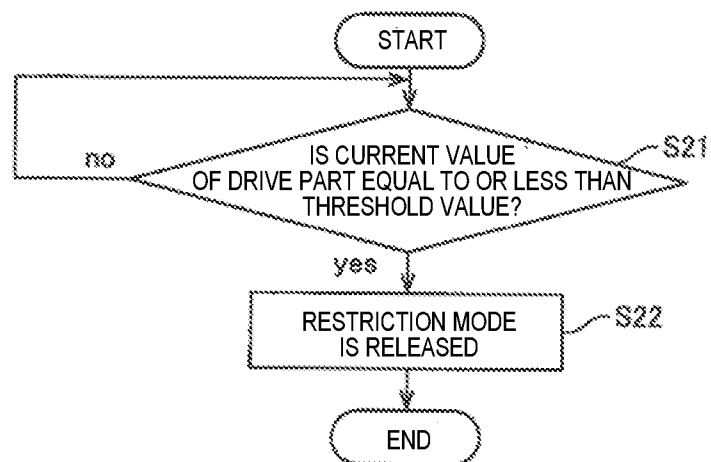 START
no
IS CURRENT VALUE
OF DRIVE PART EQUAL TO OR LESS THAN
THRESHOLD VALUE?
S21
yes
RESTRICTION MODE
IS RELEASED
S22
END